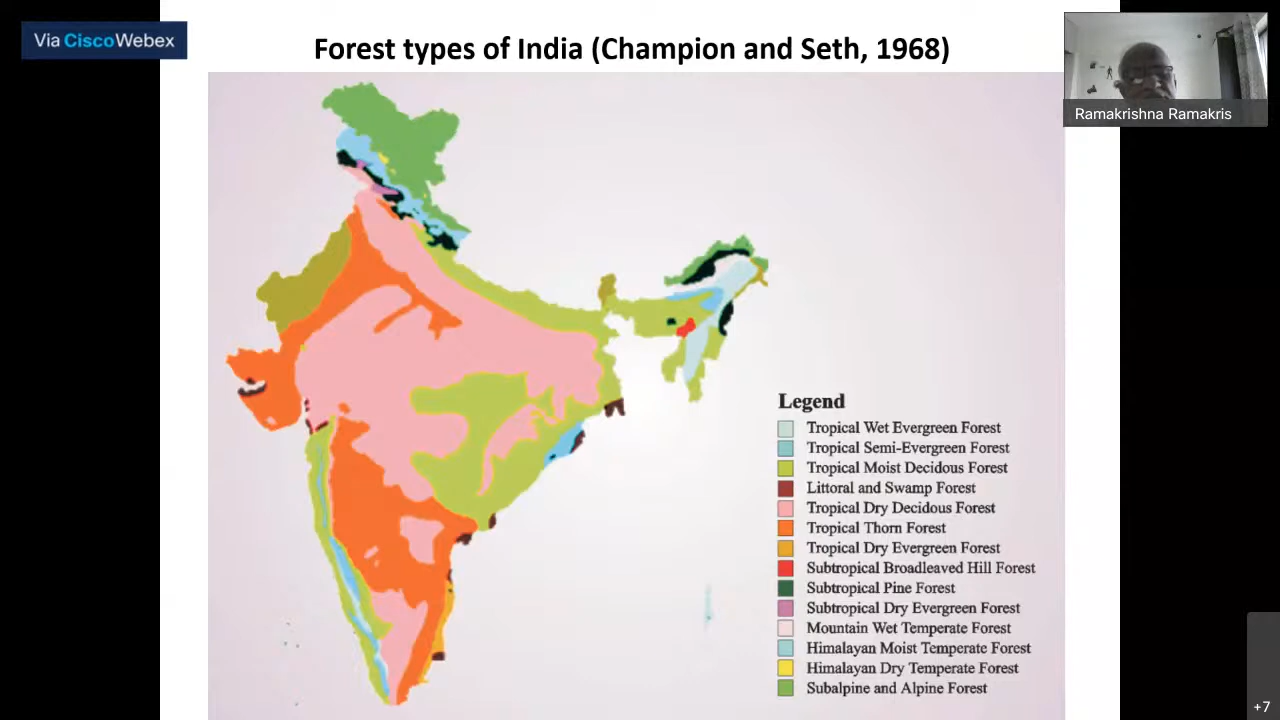 Via Cisco Webex
Forest types of India (Champion and Seth, 1968)
Ramakrishna Ramakris
Legend
Tropical Wet Evergreen Forest
Tropical Semi-Evergreen Forest
Tropical Moist Decidous Forest
Littoral and Swamp Forest
Tropical Dry Decidous Forest
Tropical Thorn Forest
Tropical Dry Evergreen Forest
Subtropical Broadleaved Hill Forest
Subtropical Pine Forest
Subtropical Dry Evergreen Forest
Mountain Wet Temperate Forest
Himalayan Moist Temperate Forest
Himalayan Dry Temperate Forest
Subalpine and Alpine Forest
+7